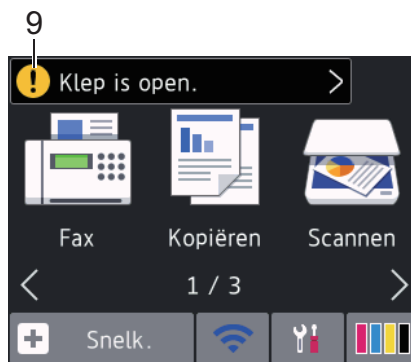 9
Klep is open.
Fax Kopiëren Scannen
1 / 3
Snelk.